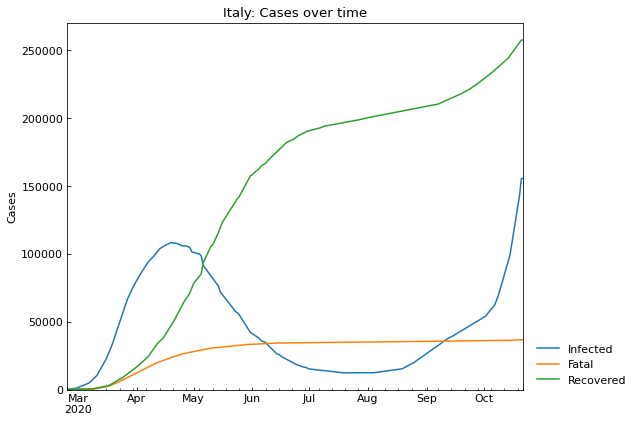 Italy: Cases over time
Cases
250000
200000
150000
100000
50000
0
Mar Apr May Jun Jul Aug Sep Oct
2020
Infected
Fatal
Recovered